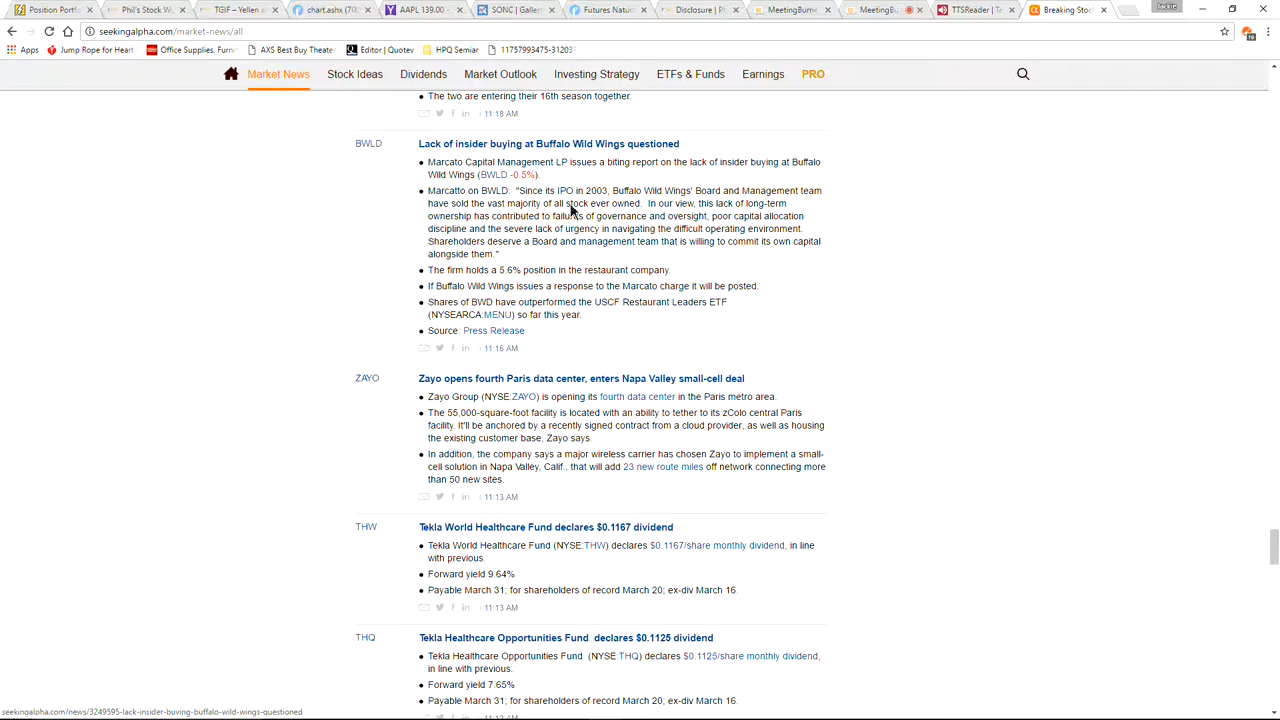 Position Portfo
Phil's Stock W
TGIF – Yellen a
chart.ashx (70
AAPL 139.00
SONC | Gallen
Futures Natu
Disclosure | P
MeetingBurne
MeetingBu
TTSReader | T
Breaking Stoc
Jackie
seekingalpha.com/market-news/all
Apps
Jump Rope for Heart
Office Supplies, Furn
AXS Best Buy Theater
Editor | Quotev
HPQ Semiar
11757993475-31203
Market News
Stock Ideas
Dividends
Market Outlook
Investing Strategy
ETFs & Funds
Earnings
PRO
• The two are entering their 16th season together.
11:18 AM
BWLD
Lack of insider buying at Buffalo Wild Wings questioned
• Marcato Capital Management LP issues a biting report on the lack of insider buying at Buffalo
Wild Wings (BWLD -0.5%).
• Marcatto on BWLD: "Since its IPO in 2003, Buffalo Wild Wings' Board and Management team
have sold the vast majority of all stock ever owned. In our view, this lack of long-term
ownership has contributed to failures of governance and oversight, poor capital allocation
discipline and the severe lack of urgency in navigating the difficult operating environment.
Shareholders deserve a Board and management team that is willing to commit its own capital
alongside them."
• The firm holds a 5.6% position in the restaurant company.
• If Buffalo Wild Wings issues a response to the Marcato charge it will be posted.
• Shares of BWD have outperformed the USCF Restaurant Leaders ETF
(NYSEARCA:MENU) so far this year.
• Source: Press Release
11:16 AM
ZAYO
Zayo opens fourth Paris data center, enters Napa Valley small-cell deal
• Zayo Group (NYSE:ZAYO) is opening its fourth data center in the Paris metro area.
• The 55,000-square-foot facility is located with an ability to tether to its zColo central Paris
facility. It'll be anchored by a recently signed contract from a cloud provider, as well as housing
the existing customer base, Zayo says.
• In addition, the company says a major wireless carrier has chosen Zayo to implement a small-
cell solution in Napa Valley, Calif., that will add 23 new route miles off network connecting more
than 50 new sites.
11:13 AM
THW
Tekla World Healthcare Fund declares $0.1167 dividend
• Tekla World Healthcare Fund (NYSE:THW) declares $0.1167/share monthly dividend, in line
with previous.
• Forward yield 9.64%
• Payable March 31; for shareholders of record March 20; ex-div March 16.
11:13 AM
THQ
Tekla Healthcare Opportunities Fund declares $0.1125 dividend
• Tekla Healthcare Opportunities Fund (NYSE:THQ) declares $0.1125/share monthly dividend,
in line with previous.
• Forward yield 7.65%
• Payable March 31; for shareholders of record March 20; ex-div March 16.
seekingalpha.com/news/3249595-lack-insider-buying-buffalo-wild-wings-questioned